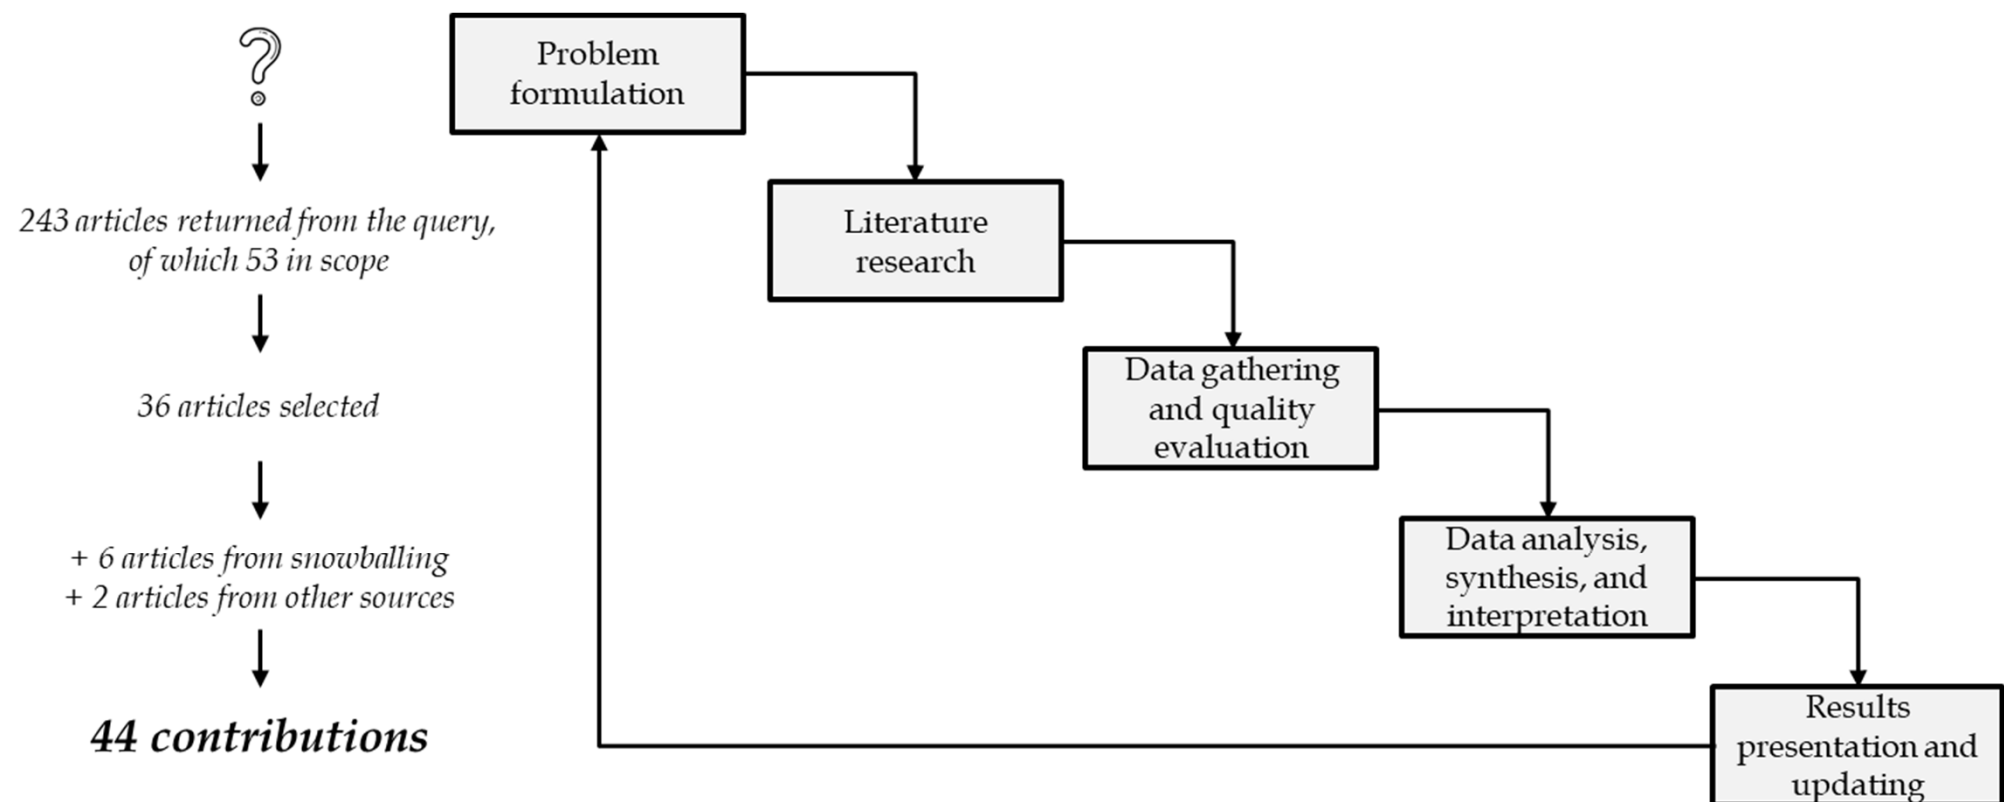 ?
243 articles returned from the query,
of which 53 in scope
36 articles selected
+ 6 articles from snowballing
+ 2 articles from other sources
44 contributions
Problem
formulation
Literature
research
Data gathering
and quality
evaluation
Data analysis,
synthesis, and
interpretation
Results
presentation and
updating